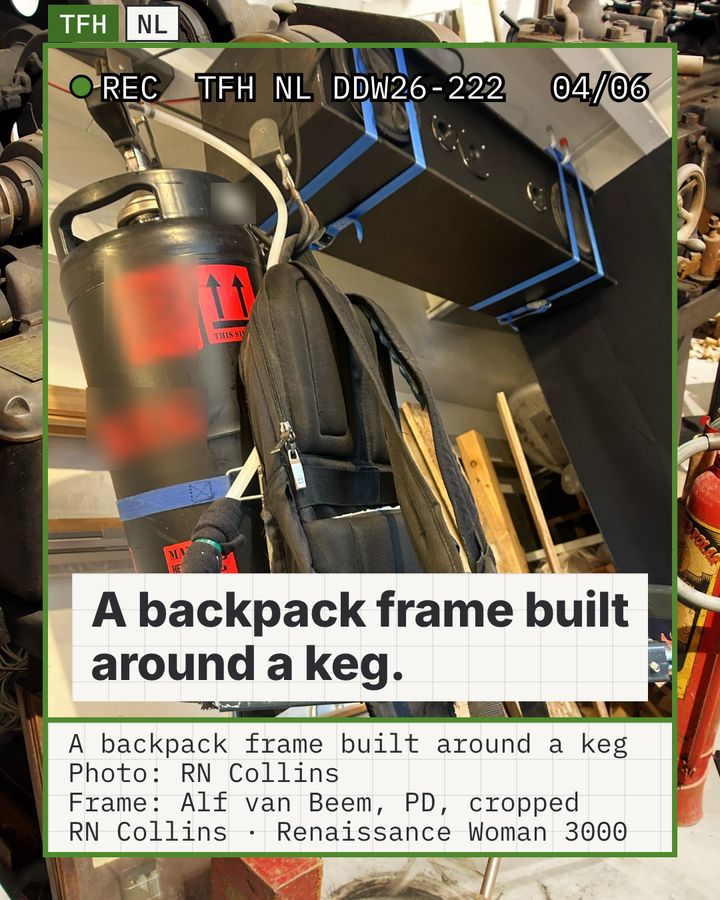 TFH NL
REC TFH NL DDW26-222 04/06
A backpack frame built
around a keg.
A backpack frame built around a keg
Photo: RN Collins
Frame: Alf van Beem, PD, cropped
RN Collins · Renaissance Woman 3000